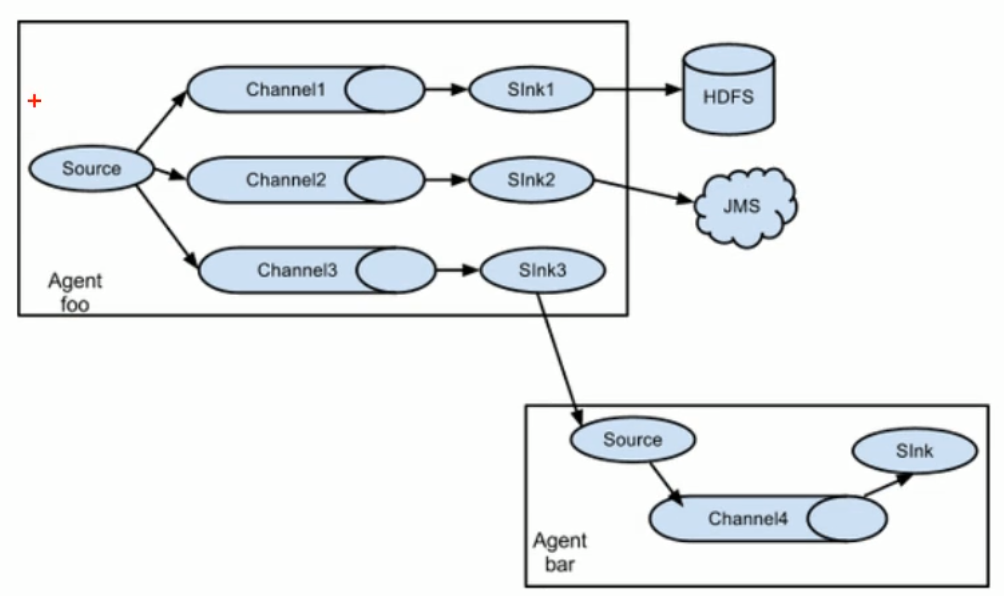 Channel1
SInk1
HDFS
Source
Channel2
SInk2
JMS
Channel3
SInk3
Agent
foo
Source
SInk
Channel4
Agent
bar